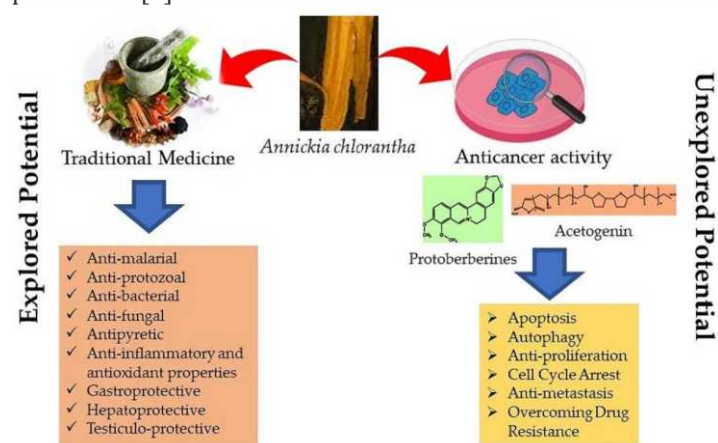 Explored Potential
Traditional Medicine
Annickia chlorantha
Anticancer activity
Unexplored Potential
Protoberberines
Acetogenin
✓ Anti-malarial
✓ Anti-protozoal
✓ Anti-bacterial
✓ Anti-fungal
✓ Antipyretic
✓ Anti-inflammatory and
antioxidant properties
✓ Gastroprotective
✓ Hepatoprotective
✓ Testiculo-protective
➢ Apoptosis
➢ Autophagy
➢ Anti-proliferation
➢ Cell Cycle Arrest
➢ Anti-metastasis
➢ Overcoming Drug
Resistance